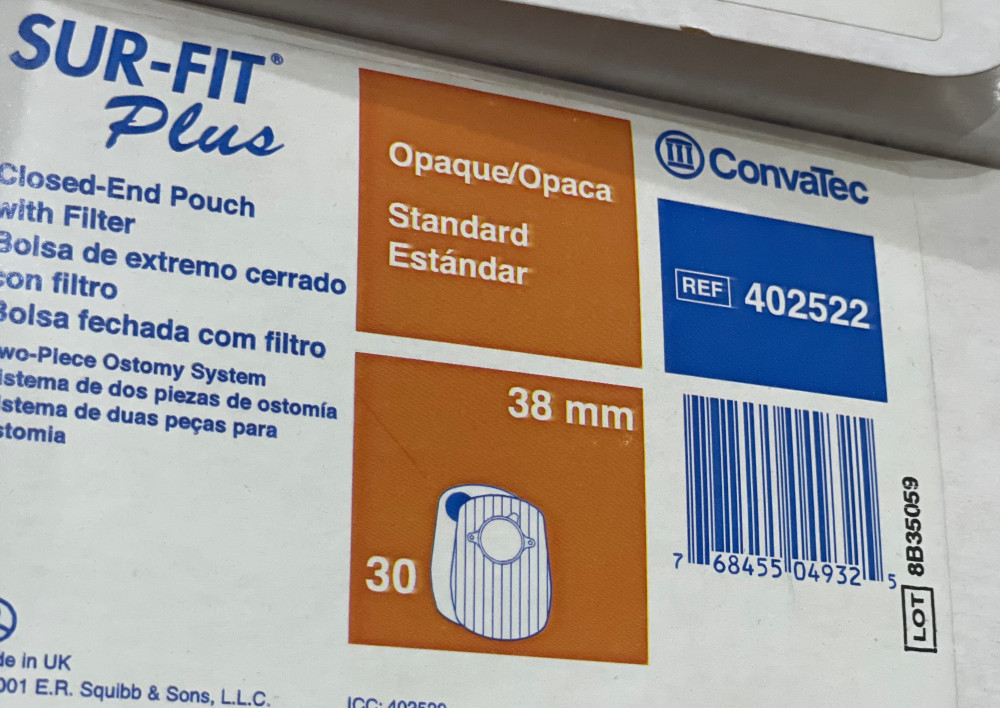 SUR-FIT®
Plus
Closed-End Pouch
with Filter
Bolsa de extremo cerrado
con filtro
Bolsa fechada com filtro
wo-Piece Ostomy System
istema de dos piezas de ostomía
istema de duas peças para
stomia
de in UK
001 E.R. Squibb & Sons, L.L.C.
Opaque/Opaca
Standard
Estándar
38 mm
30
ConvaTec
REF 402522
7 68455 04932 5
LOT 8B35059
ICC: